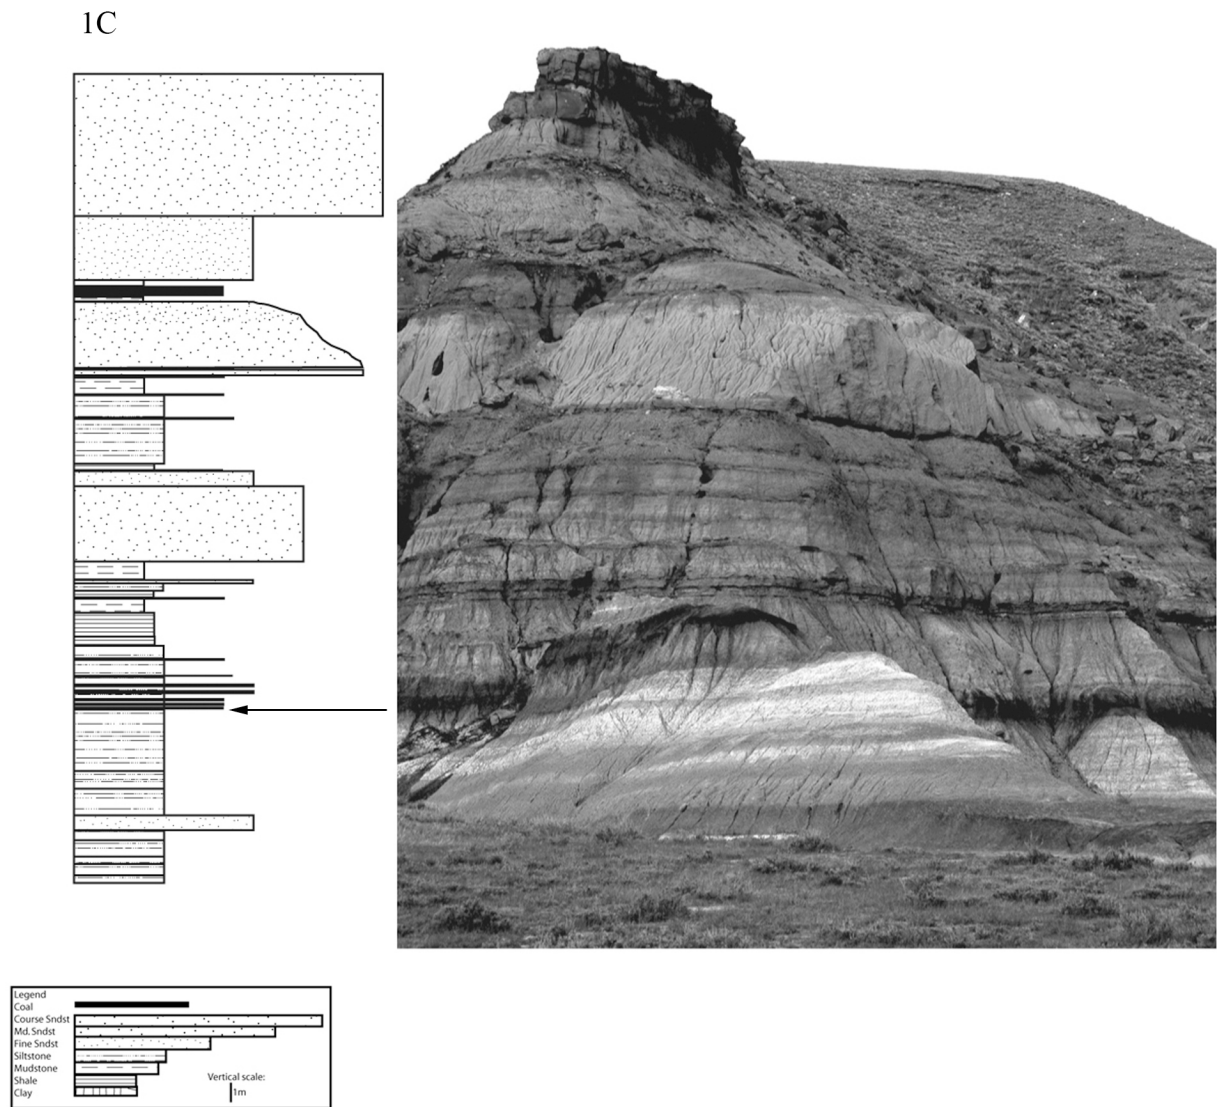 1C
Legend
Coal
Course Sndst
Md. Sndst
Fine Sndst
Siltstone
Mudstone
Shale
Clay
Vertical scale:
1m